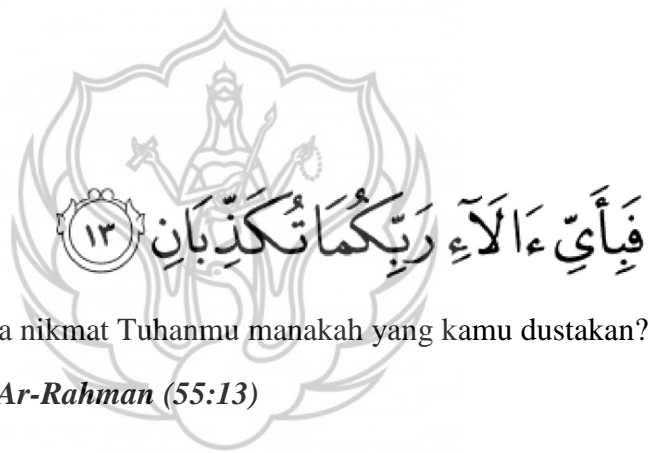 فَبِأَيِّ ءَالَآءِ رَبِّكُمَا تُكَذِّبَانِ ١٣
a nikmat Tuhanmu manakah yang kamu dustakan?
Ar-Rahman (55:13)